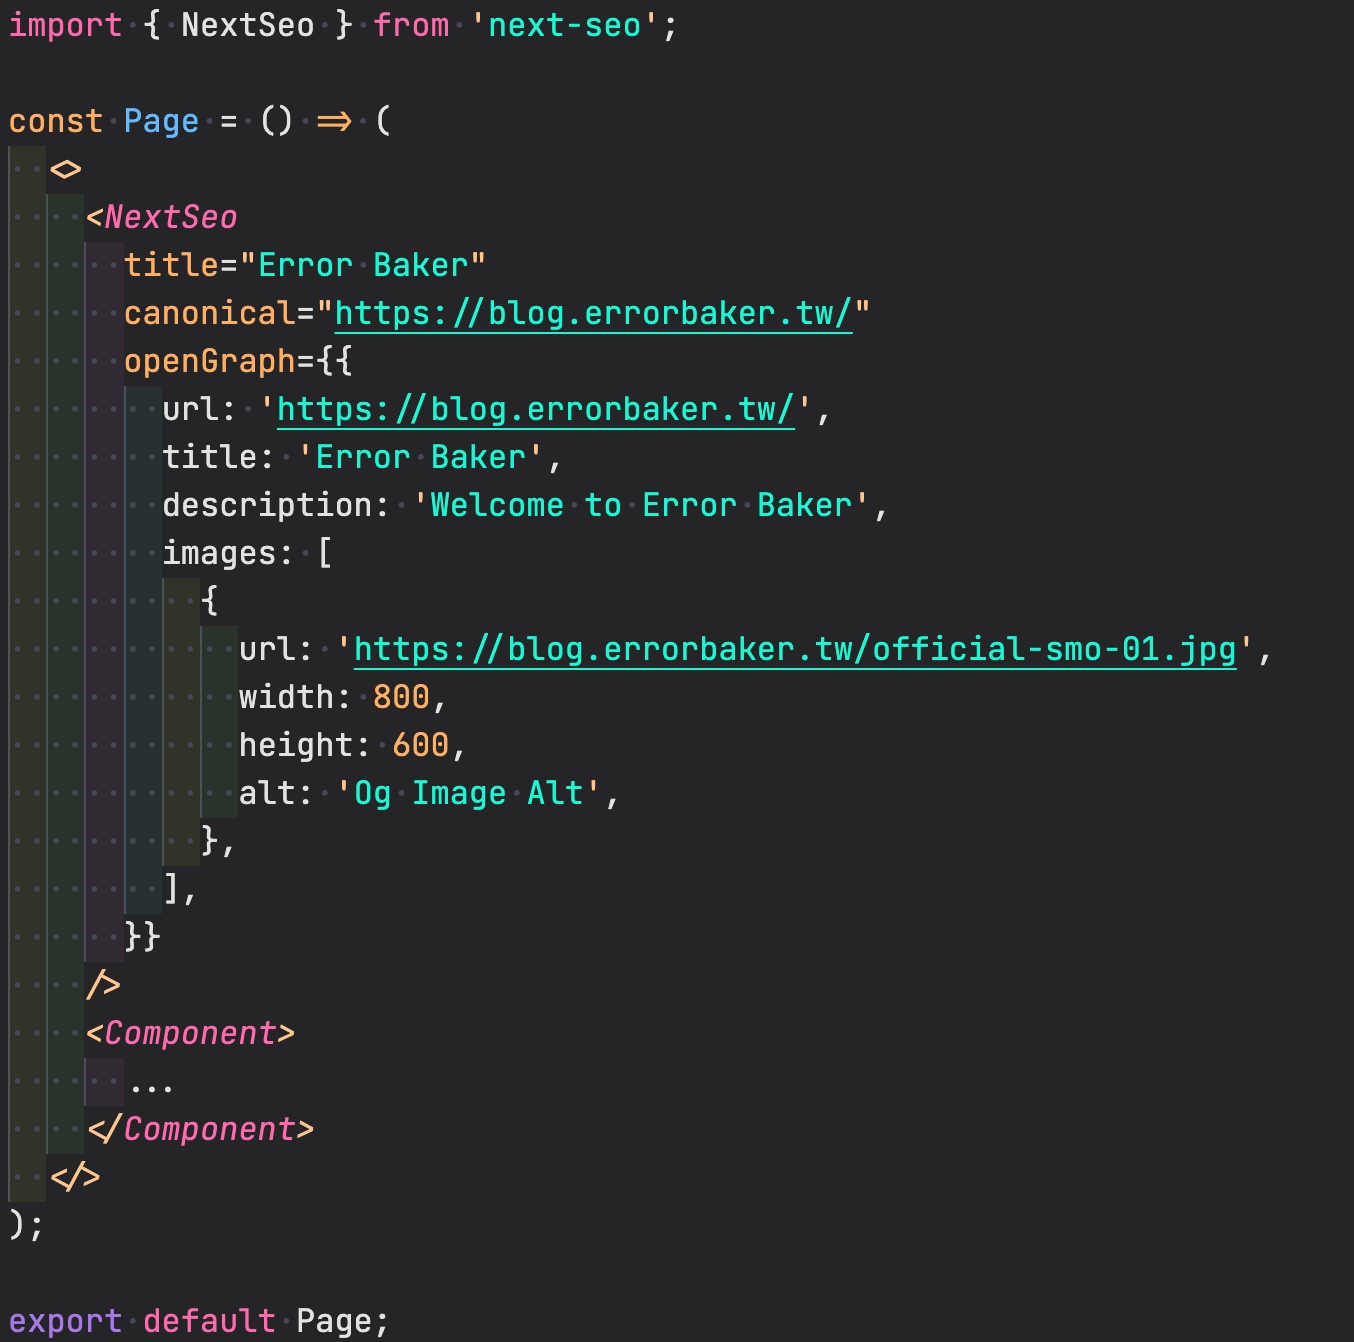 import { NextSeo } from 'next-seo';

const Page = () => (
  <>
    <NextSeo
      title="Error Baker"
      canonical="https://blog.errorbaker.tw/"
      openGraph={{
        url: 'https://blog.errorbaker.tw/',
        title: 'Error Baker',
        description: 'Welcome to Error Baker',
        images: [
          {
            url: 'https://blog.errorbaker.tw/official-smo-01.jpg',
            width: 800,
            height: 600,
            alt: 'Og Image Alt',
          },
        ],
      }}
    />
    <Component>
      ...
    </Component>
  </>
);

export default Page;